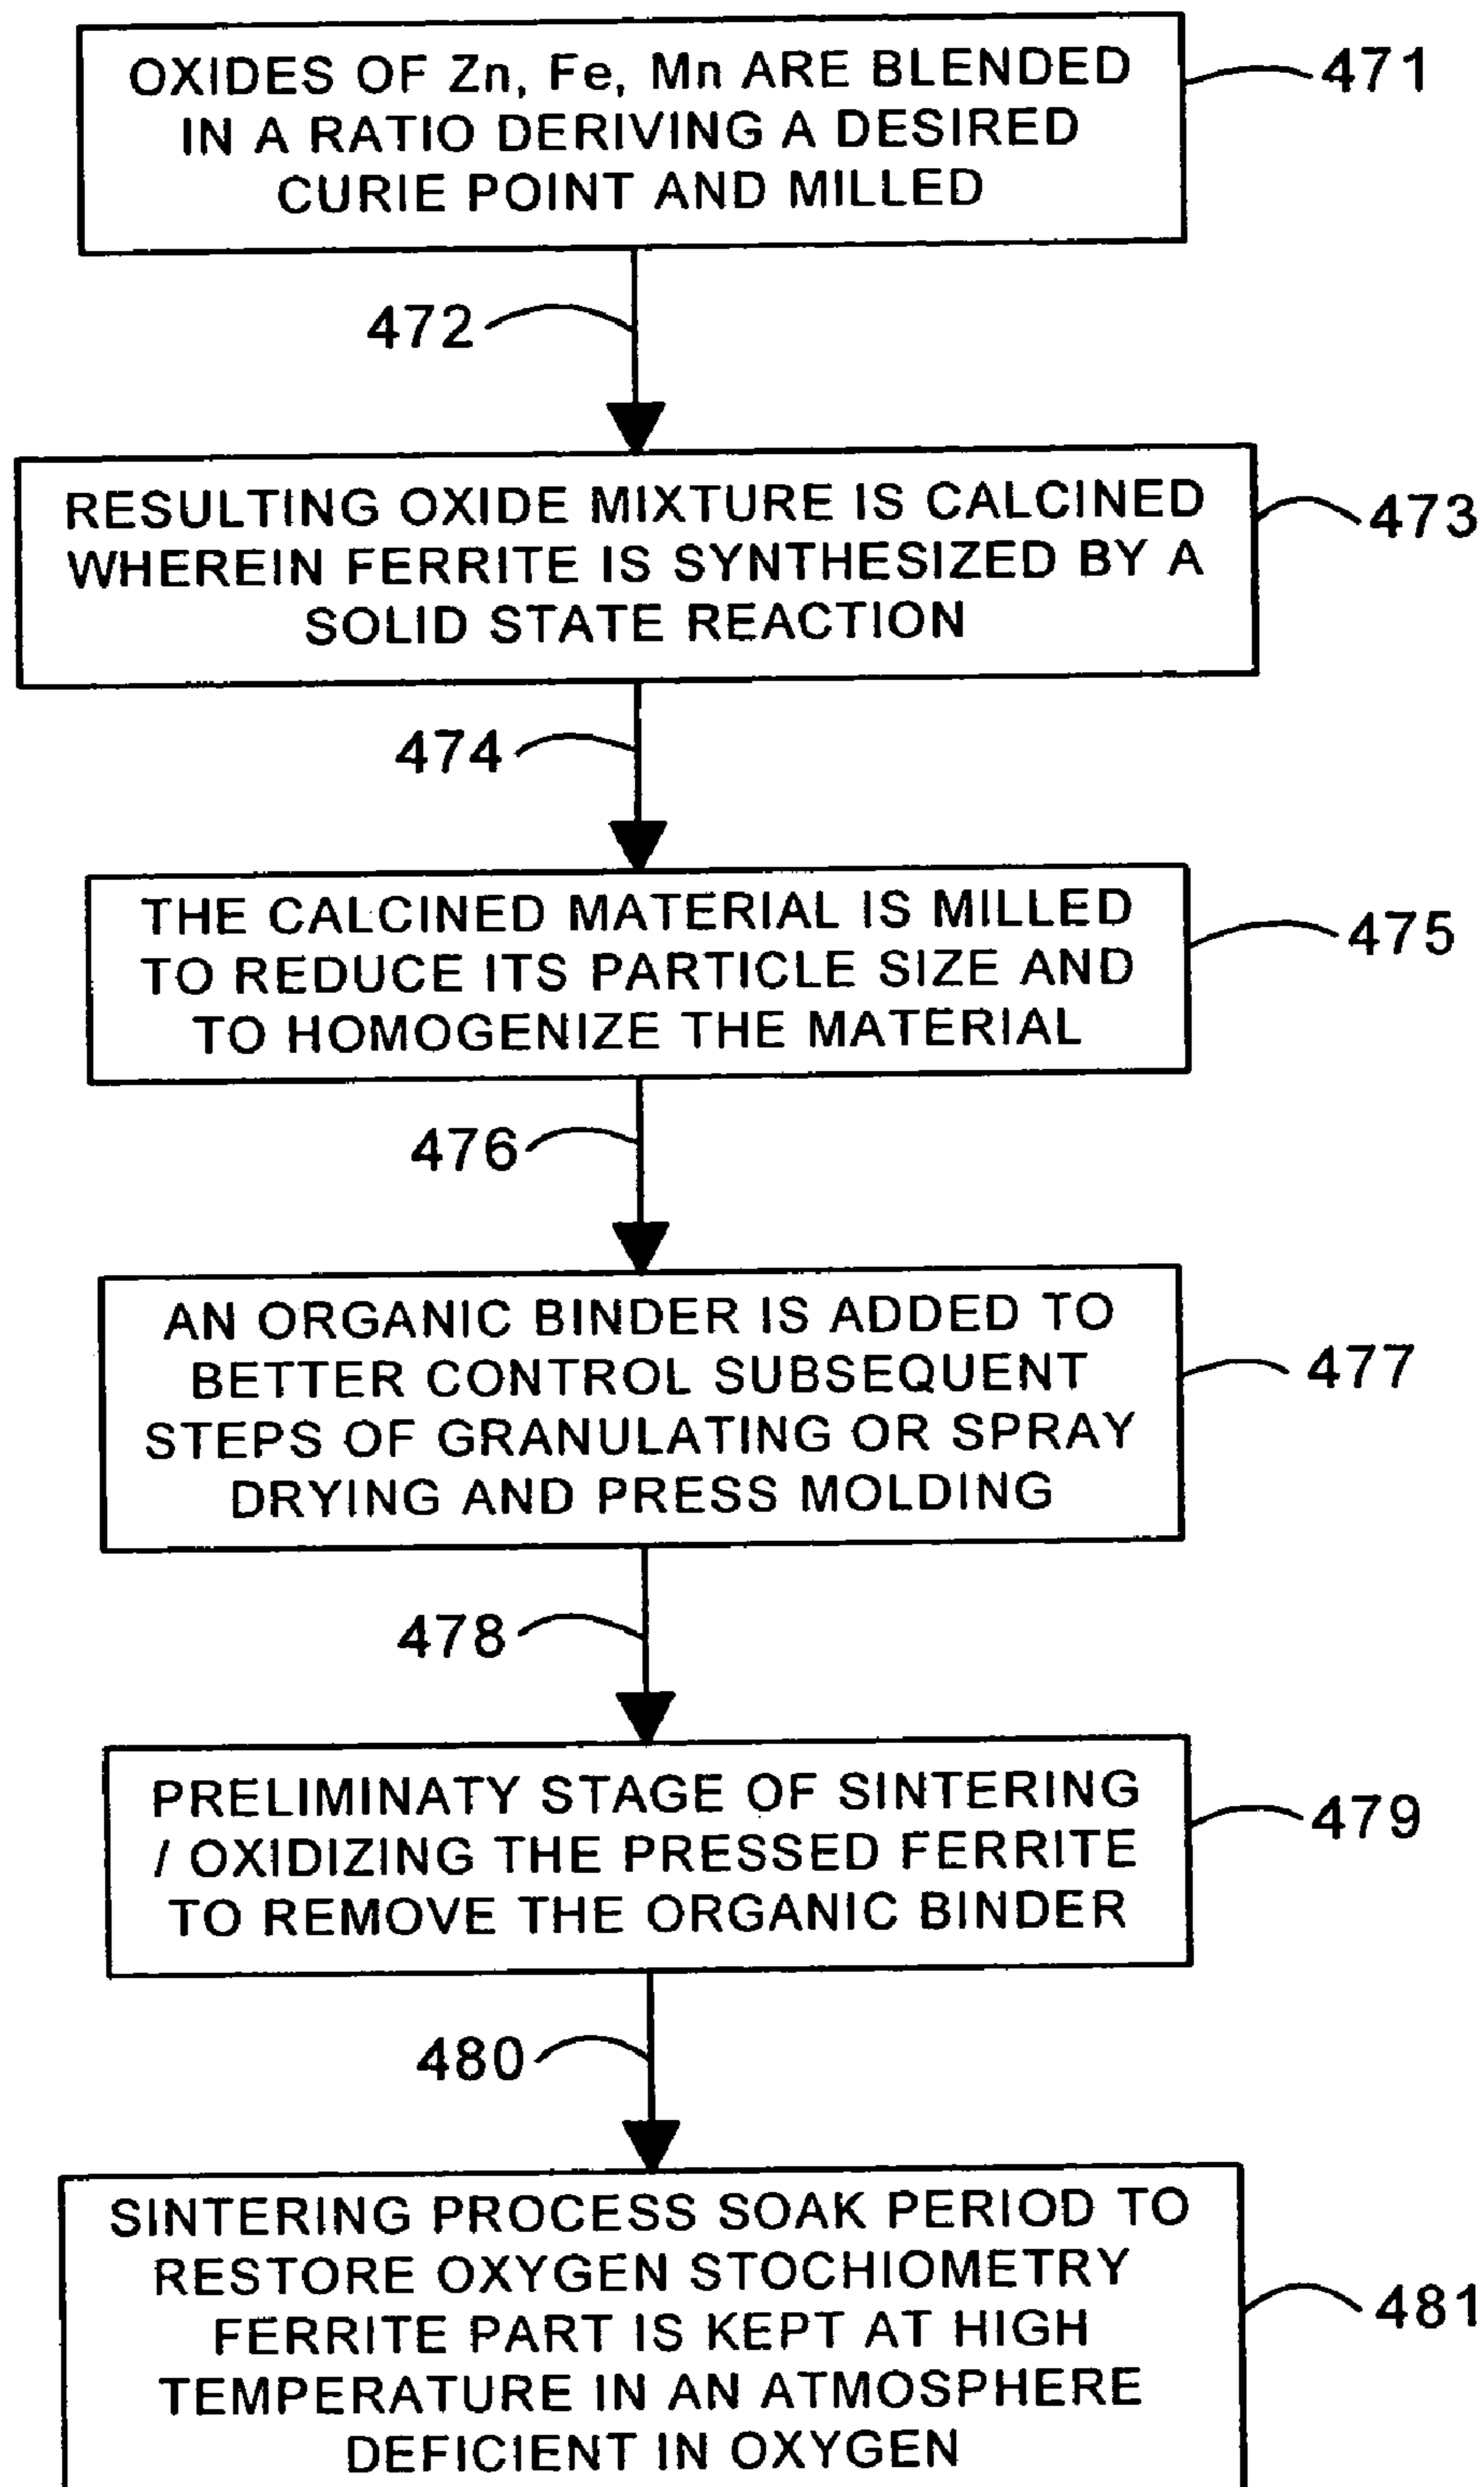 OXIDES OF Zn, Fe, Mn ARE BLENDED
IN A RATIO DERIVING A DESIRED
CURIE POINT AND MILLED
471
472
RESULTING OXIDE MIXTURE IS CALCINED
WHEREIN FERRITE IS SYNTHESIZED BY A
SOLID STATE REACTION
473
474
THE CALCINED MATERIAL IS MILLED
TO REDUCE ITS PARTICLE SIZE AND
TO HOMOGENIZE THE MATERIAL
475
476
AN ORGANIC BINDER IS ADDED TO
BETTER CONTROL SUBSEQUENT
STEPS OF GRANULATING OR SPRAY
DRYING AND PRESS MOLDING
477
478
PRELIMINATY STAGE OF SINTERING
/ OXIDIZING THE PRESSED FERRITE
TO REMOVE THE ORGANIC BINDER
479
480
SINTERING PROCESS SOAK PERIOD TO
RESTORE OXYGEN STOCHIOMETRY
FERRITE PART IS KEPT AT HIGH
TEMPERATURE IN AN ATMOSPHERE
DEFICIENT IN OXYGEN
481